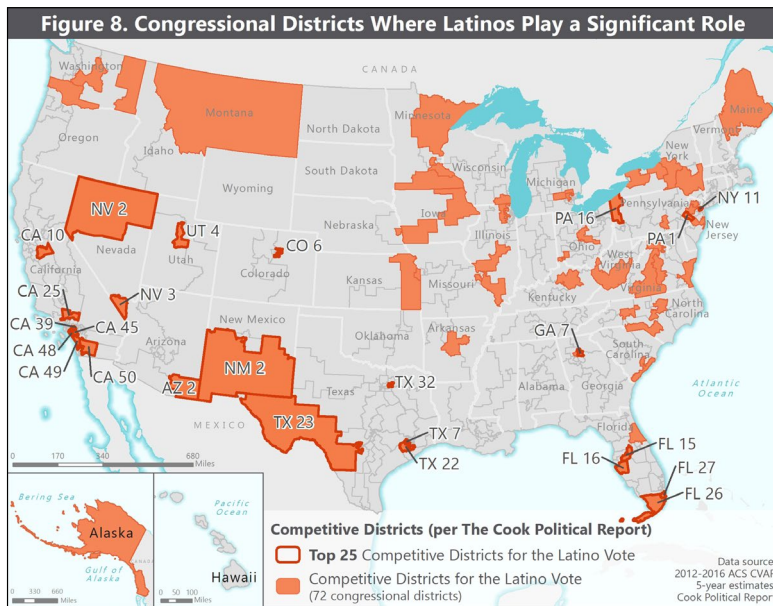 Figure 8. Congressional Districts Where Latinos Play a Significant Role
CANADA
Washington
Montana
North Dakota
Minnesota
Maine
Vermont
Oregon
Idaho
South Dakota
Wisconsin
Michigan
New
York
Wyoming
NV 2
UT 4
Nebraska
Iowa
PA 16
Pennsylvania
NY 11
CA 10
Nevada
Utah
CO 6
Colorado
Illinois
Ohio
PA 1
New
Jersey
California
Kansas
Missouri
West
Virginia
Virginia
Kentucky
CA 25
NV 3
North
Carolina
CA 39
CA 45
New Mexico
Oklahoma
Arkansas
GA 7
South
Carolina
CA 48
Arizona
CA 49
CA 50
AZ 2
NM 2
TX 32
Alabama
Georgia
Atlantic
Ocean
Texas
MEXICO
TX 23
TX 7
TX 22
Florida
FL 15
FL 16
FL 27
FL 26
0 170 340 680
Miles
Bering Sea
Alaska
CANADA
Gulf of
Alaska
0 330 660
Miles
Pacific
Ocean
Hawaii
0 50 100
Miles
Competitive Districts (per The Cook Political Report)
Top 25 Competitive Districts for the Latino Vote
Competitive Districts for the Latino Vote
(72 congressional districts)
Data source
2012-2016 ACS CVAP
5-year estimates
Cook Political Report